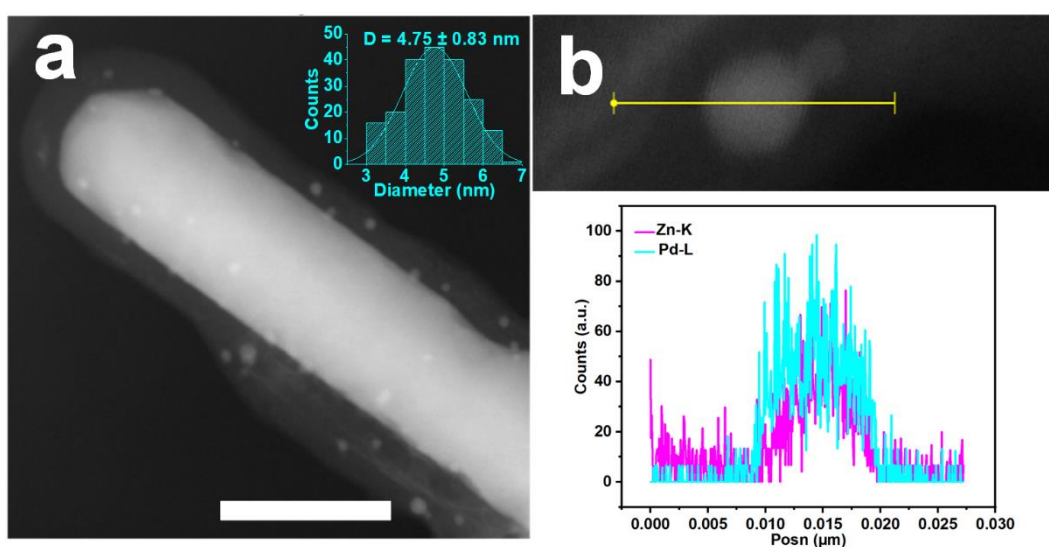 a
D = 4.75 ± 0.83 nm
Counts
50
40
30
20
10
0
3 4 5 6 7
Diameter (nm)
b
Zn-K
Pd-L
Counts (a.u.)
100
80
60
40
20
0
0.000 0.005 0.010 0.015 0.020 0.025 0.030
Posn (µm)